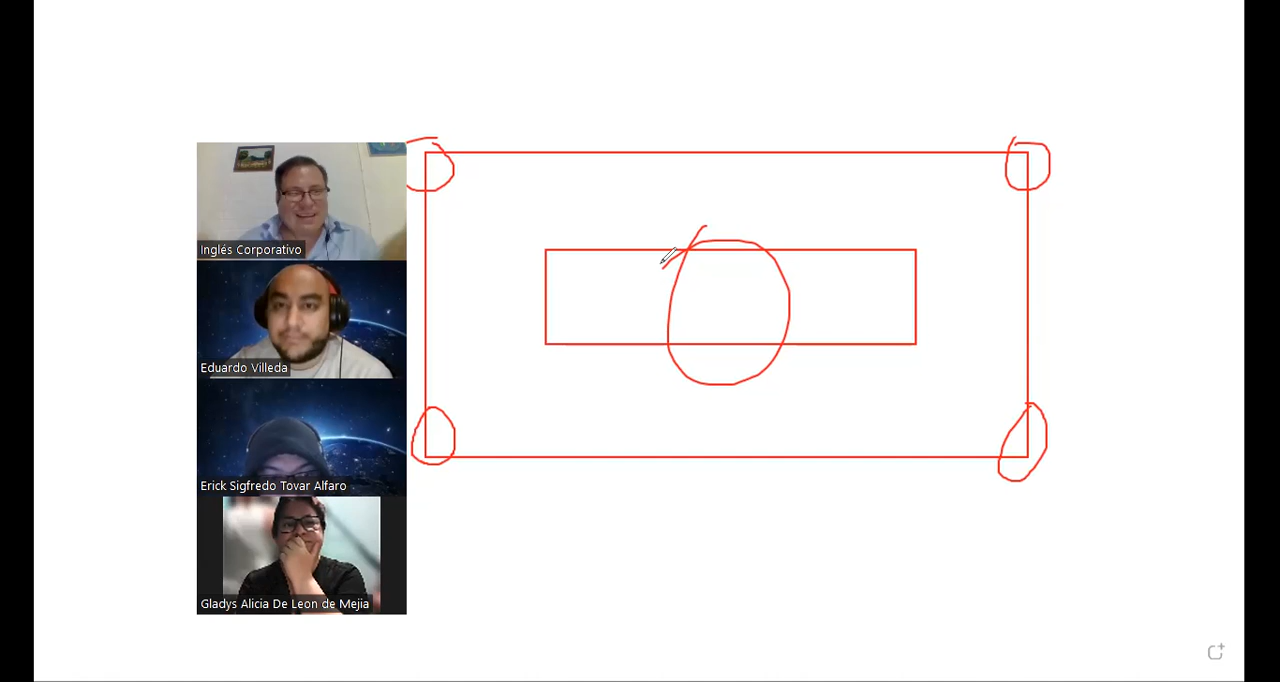 Inglés Corporativo
Eduardo Villeda
Erick Sigfredo Tovar Alfaro
Gladys Alicia De Leon de Mejia